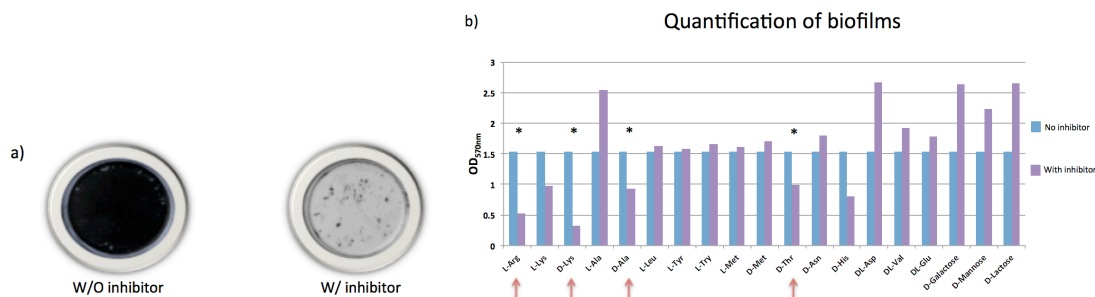 a)
W/O inhibitor
W/ inhibitor
b)
Quantification of biofilms
OD570nm
3
2.5
2
1.5
1
0.5
0
*
*
*
*
L-Arg
L-Lys
D-Lys
L-Ala
D-Ala
L-Leu
L-Tyr
L-Try
L-Met
D-Met
D-Thr
D-Asn
D-His
DL-Asp
DL-Val
DL-Glu
D-Galactose
D-Mannose
D-Lactose
No inhibitor
With inhibitor